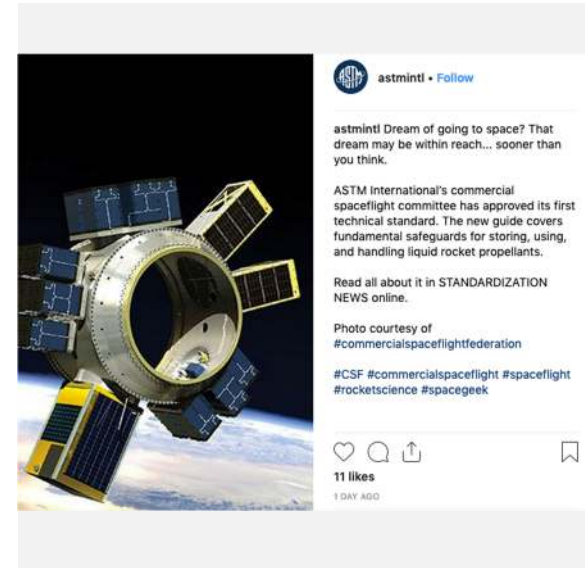 ASTM
astmintl • Follow
astmintl Dream of going to space? That
dream may be within reach... sooner than
you think.
ASTM International's commercial
spaceflight committee has approved its first
technical standard. The new guide covers
fundamental safeguards for storing, using,
and handling liquid rocket propellants.
Read all about it in STANDARDIZATION
NEWS online.
Photo courtesy of
#commercialspaceflightfederation
#CSF #commercialspaceflight #spaceflight
#rocketscience #spacegeek
11 likes
1 DAY AGO